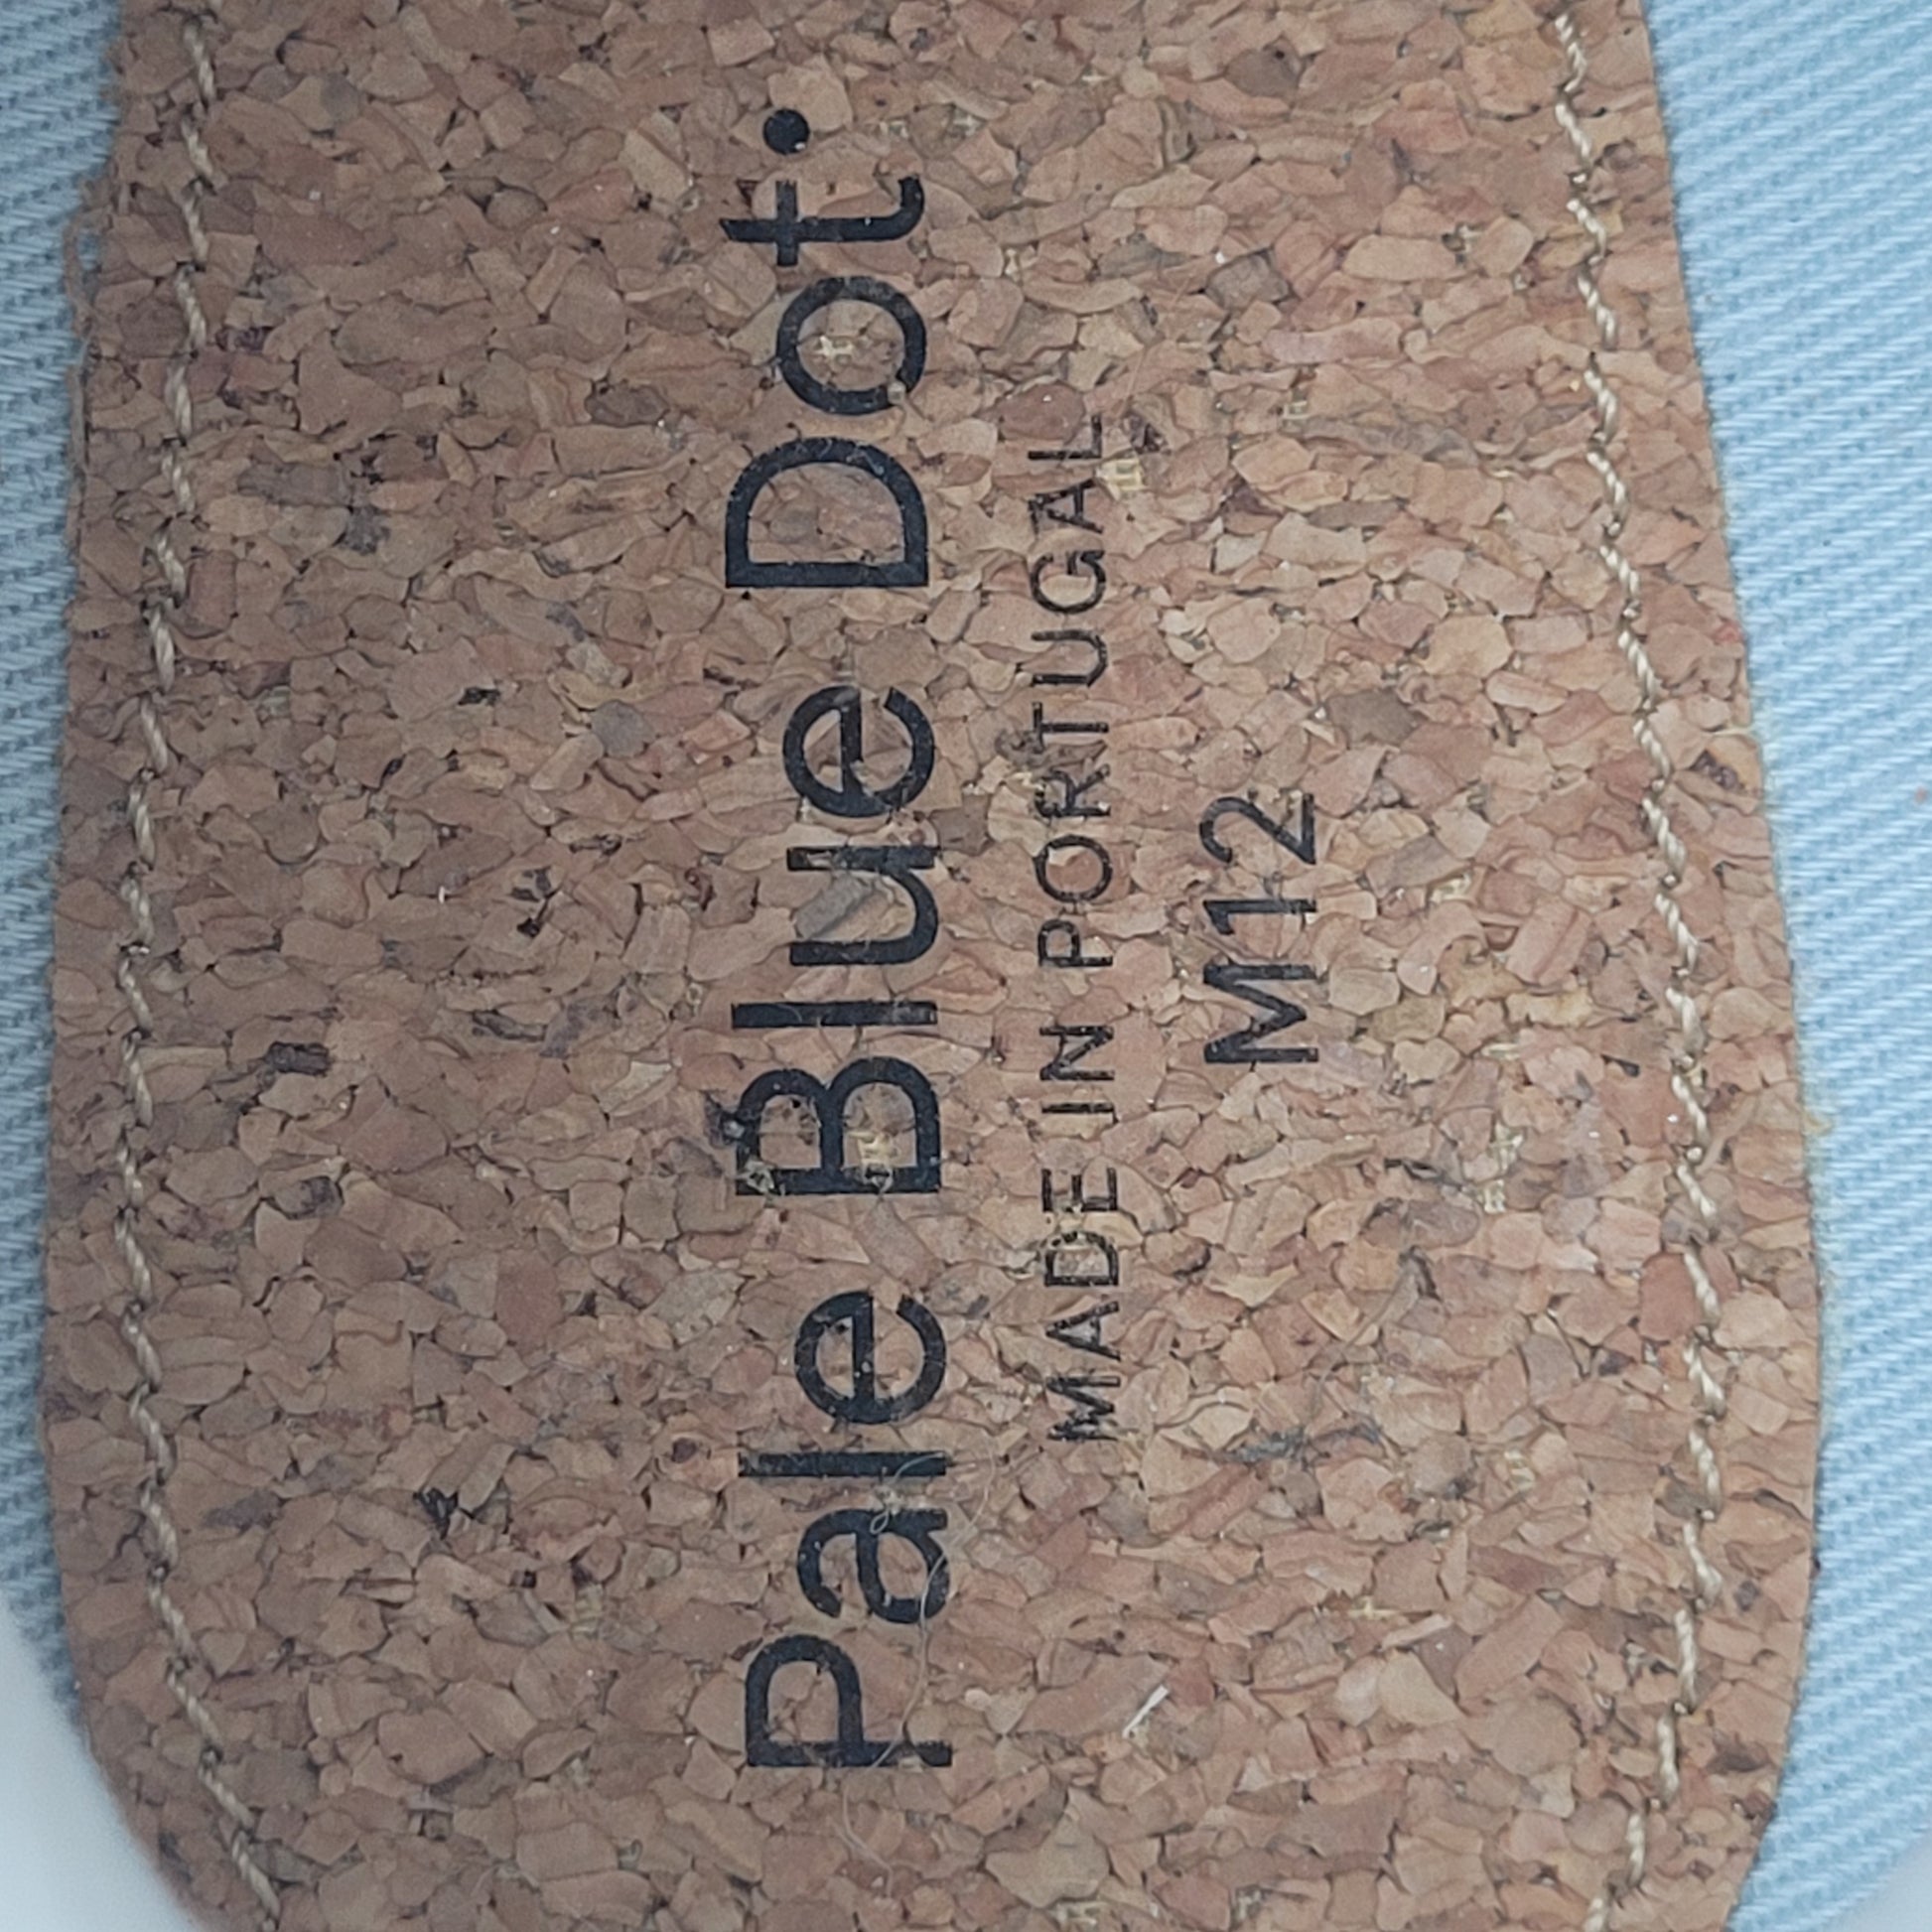 Pale Blue Dot.
MADE IN PORTUGAL
M12